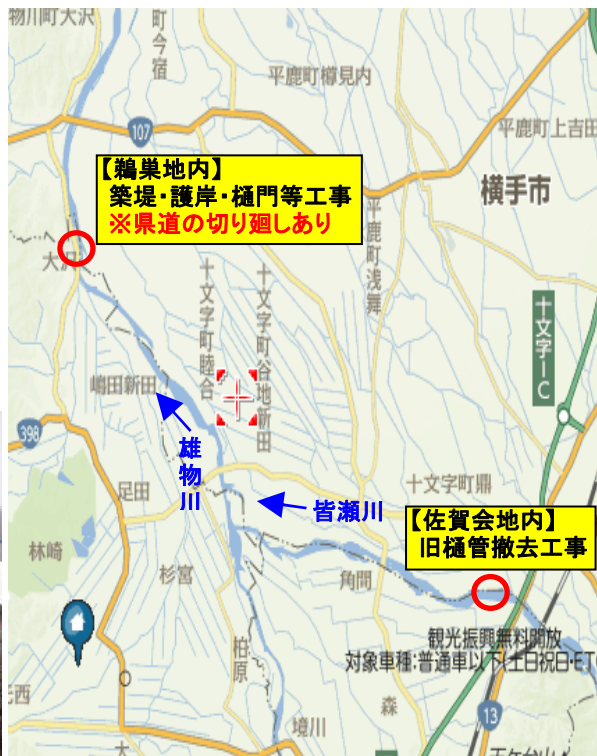 物川町大沢
町今宿
平鹿町樽見内
107
平鹿町上吉田
【鵜巣地内】
築堤・護岸・樋門等工事
※県道の切り廻しあり
横手市
平鹿町浅舞
大沢
十文字町睦合
十文字町谷地新田
十文字IC
嶋田新田
398
雄物川
足田
十文字町鼎
皆瀬川
【佐賀会地内】
旧樋管撤去工事
林崎
杉宮
角間
観光振興無料開放
対象車種:普通車以下(土日祝日・ET
柏原
元西
森
13
境川